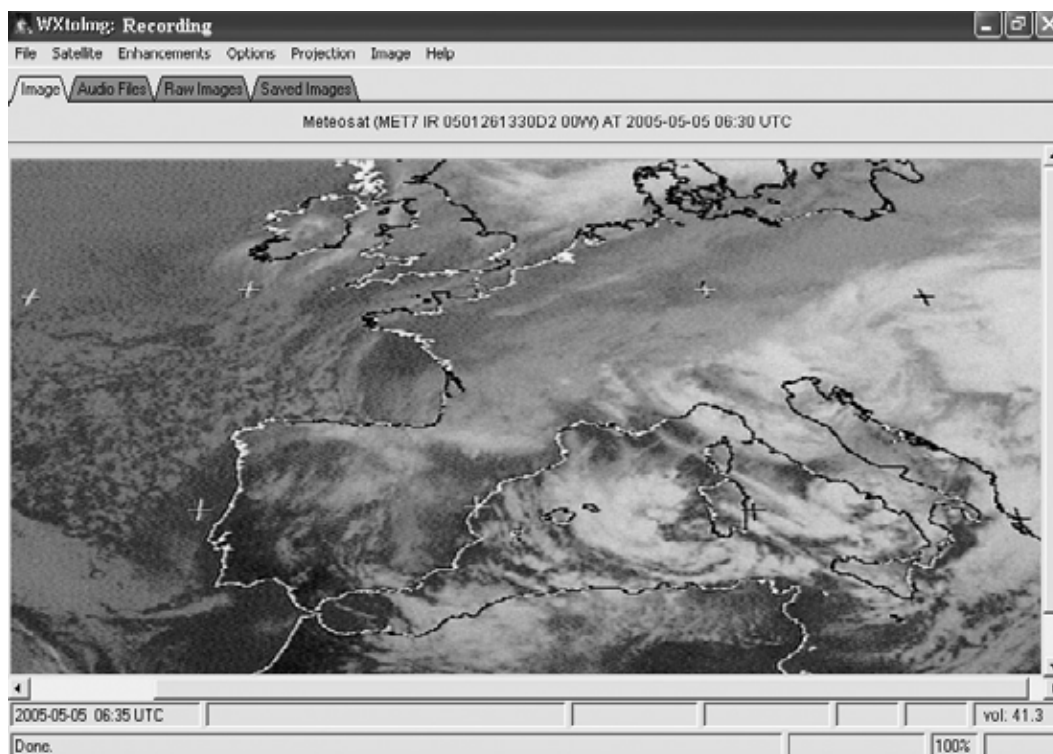 WXtoImg: Recording
File Satellite Enhancements Options Projection Image Help
Image Audio Files Raw Images Saved Images
Meteosat (MET7 IR 0501261330D2 00W) AT 2005-05-05 06:30 UTC
2005-05-05 06:35 UTC vol: 41.3
Done. 100%